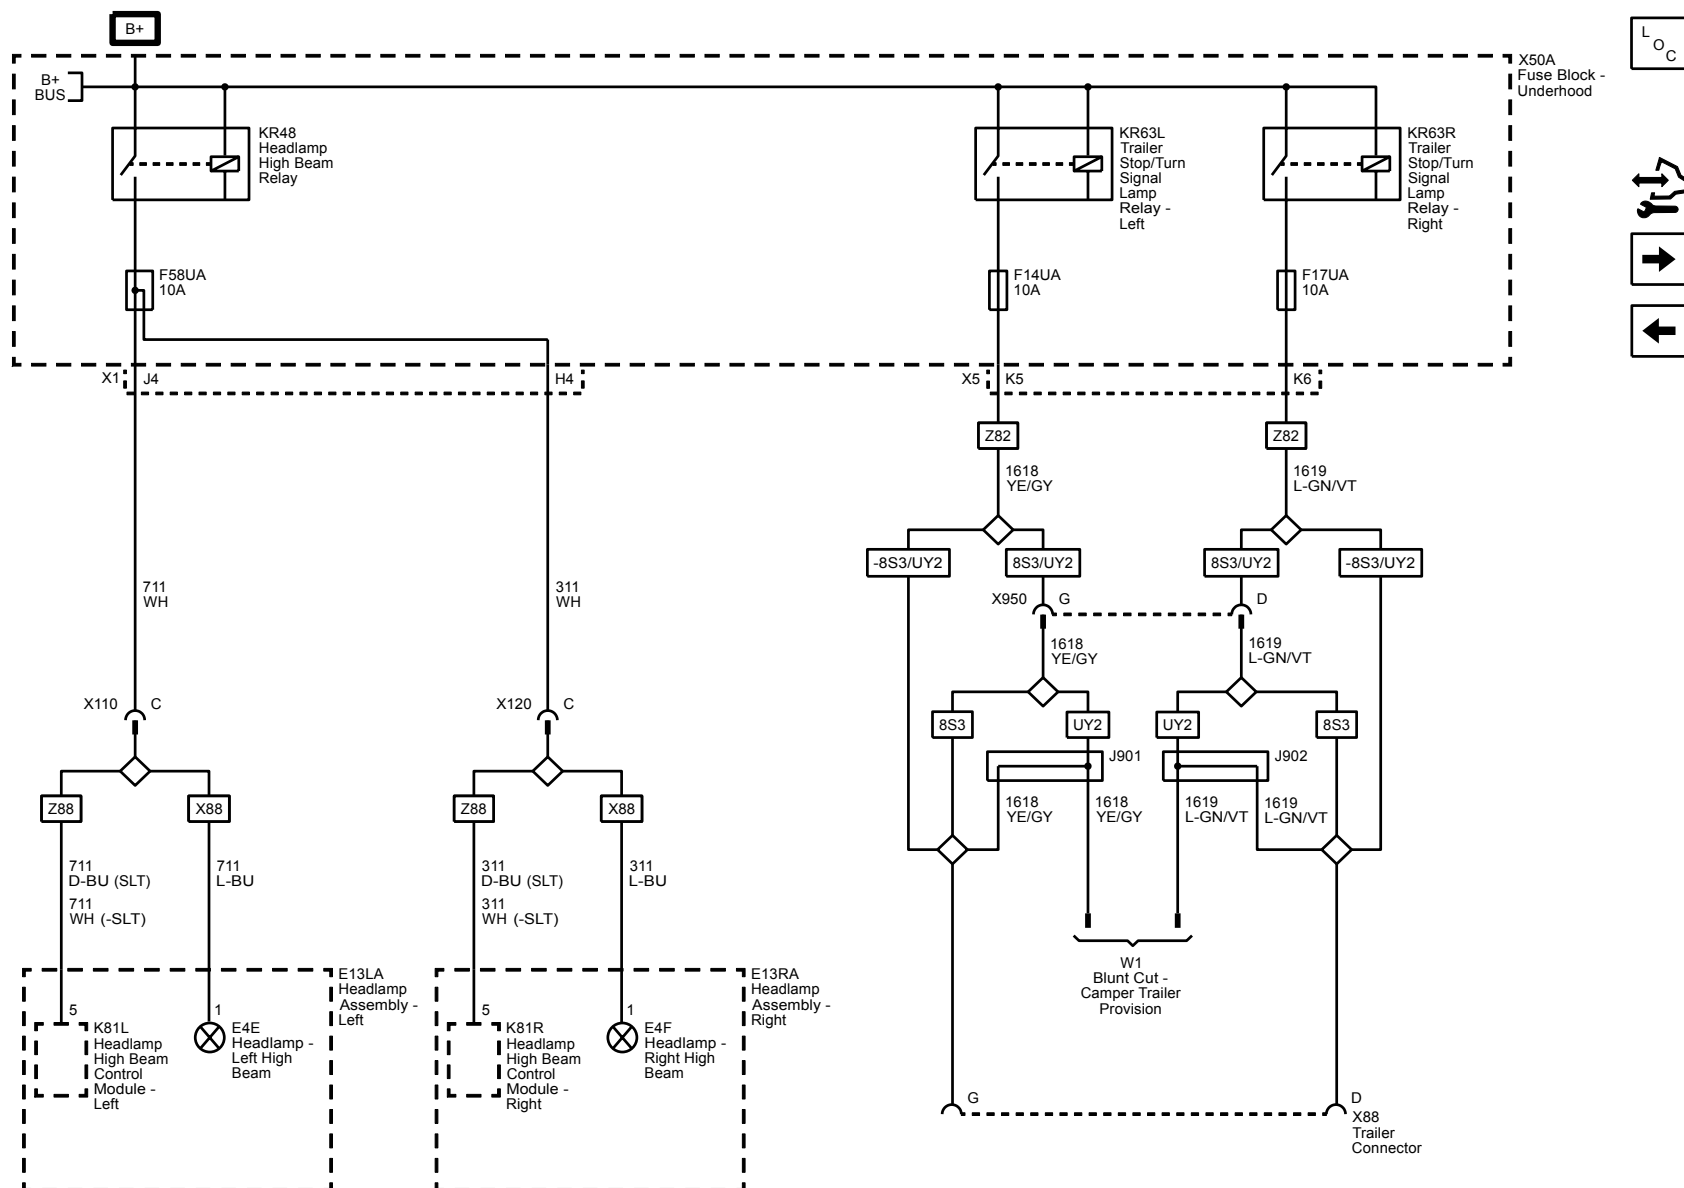 B+
L
O
C
B+
BUS
X50A
Fuse Block -
Underhood
KR48
Headlamp
High Beam
Relay
KR63L
Trailer
Stop/Turn
Signal
Lamp
Relay -
Left
KR63R
Trailer
Stop/Turn
Signal
Lamp
Relay -
Right
F58UA
10A
F14UA
10A
F17UA
10A
X1
J4
H4
X5
K5
K6
Z82
Z82
1618
YE/GY
1619
L-GN/VT
-8S3/UY2
8S3/UY2
8S3/UY2
-8S3/UY2
711
WH
311
WH
X950
G
D
1618
YE/GY
1619
L-GN/VT
X110
C
X120
C
8S3
UY2
UY2
8S3
J901
J902
Z88
X88
Z88
X88
1618
YE/GY
1618
YE/GY
1619
L-GN/VT
1619
L-GN/VT
711
D-BU (SLT)
711
WH (-SLT)
711
L-BU
311
D-BU (SLT)
311
WH (-SLT)
311
L-BU
W1
Blunt Cut -
Camper Trailer
Provision
E13LA
Headlamp
Assembly -
Left
E13RA
Headlamp
Assembly -
Right
5
1
5
1
K81L
Headlamp
High Beam
Control
Module -
Left
E4E
Headlamp -
Left High
Beam
K81R
Headlamp
High Beam
Control
Module -
Right
E4F
Headlamp -
Right High
Beam
G
D
X88
Trailer
Connector